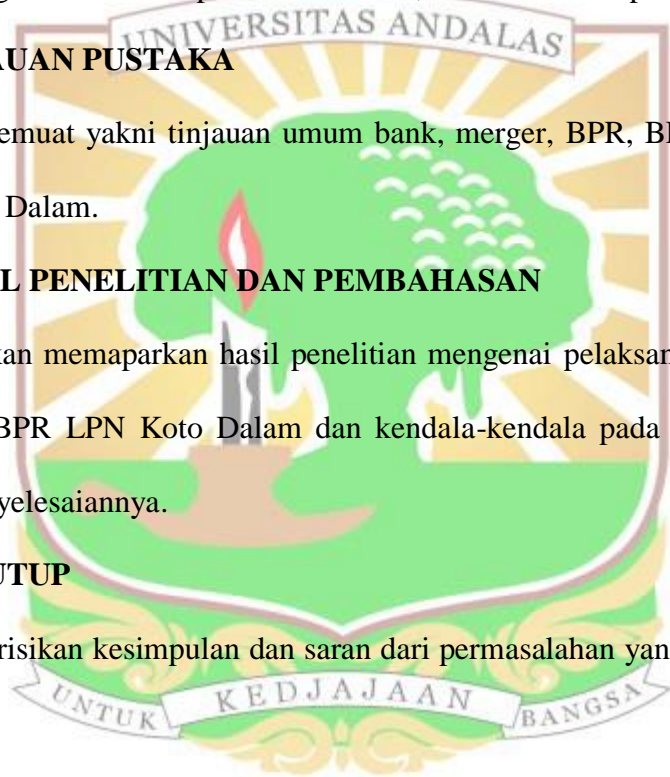 UNIVERSITAS ANDALAS
AUAN PUSTAKA
emuat yakni tinjauan umum bank, merger, BPR,
Dalam.
L PENELITIAN DAN PEMBAHASAN
kan memaparkan hasil penelitian mengenai pelaksan
BPR LPN Koto Dalam dan kendala-kendala pada
yelesaiannya.
UTUP
risikan kesimpulan dan saran dari permasalahan yan
UNTUK KEDJAJAAN BANGSA